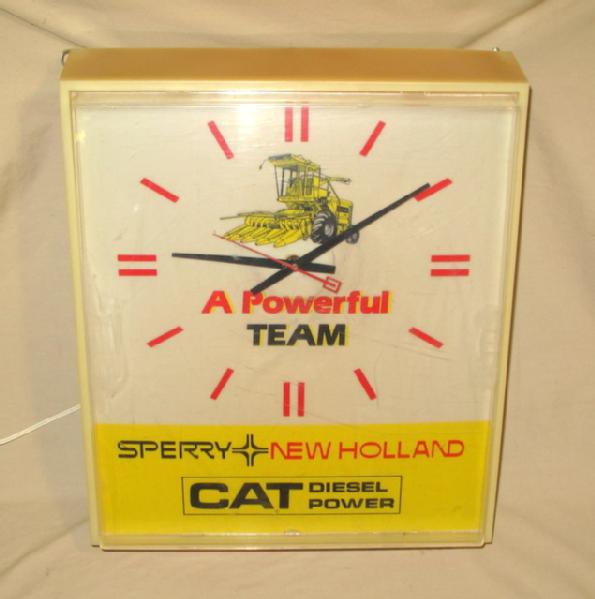 A Powerful
TEAM
SPERRY NEW HOLLAND
CAT DIESEL
POWER